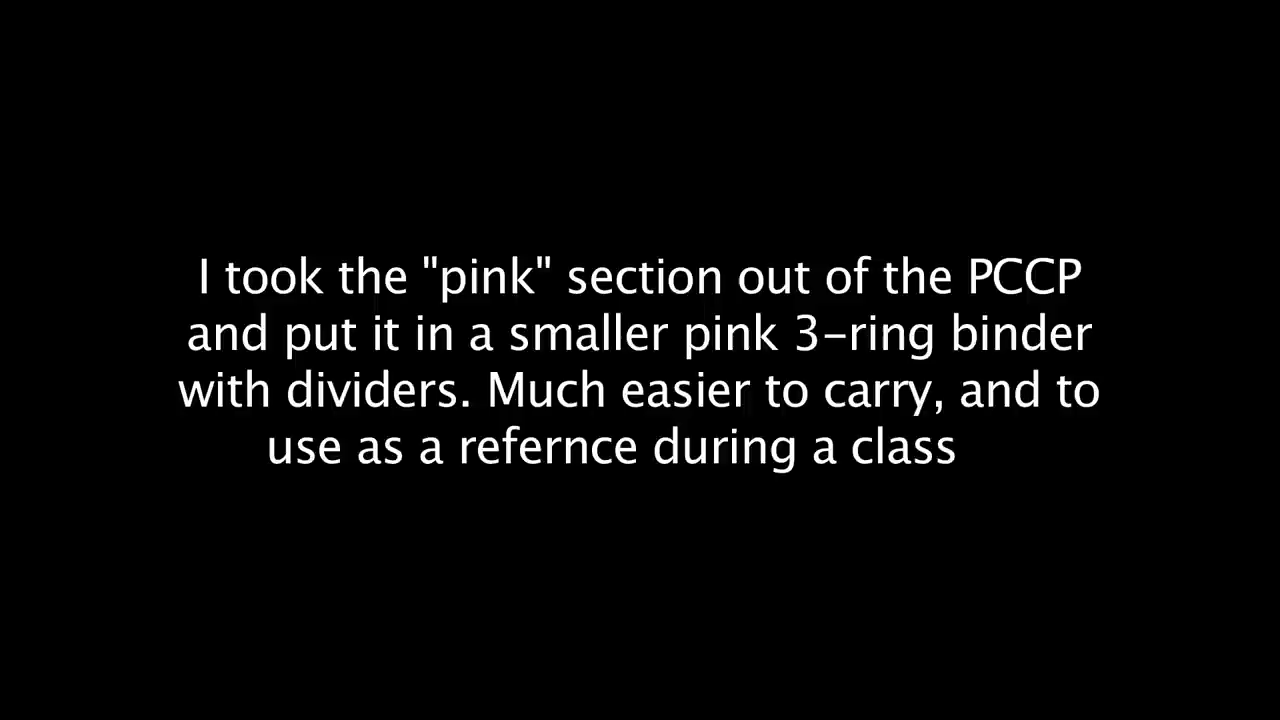 I took the "pink" section out of the PCCP
and put it in a smaller pink 3-ring binder
with dividers. Much easier to carry, and to
use as a refernce during a class